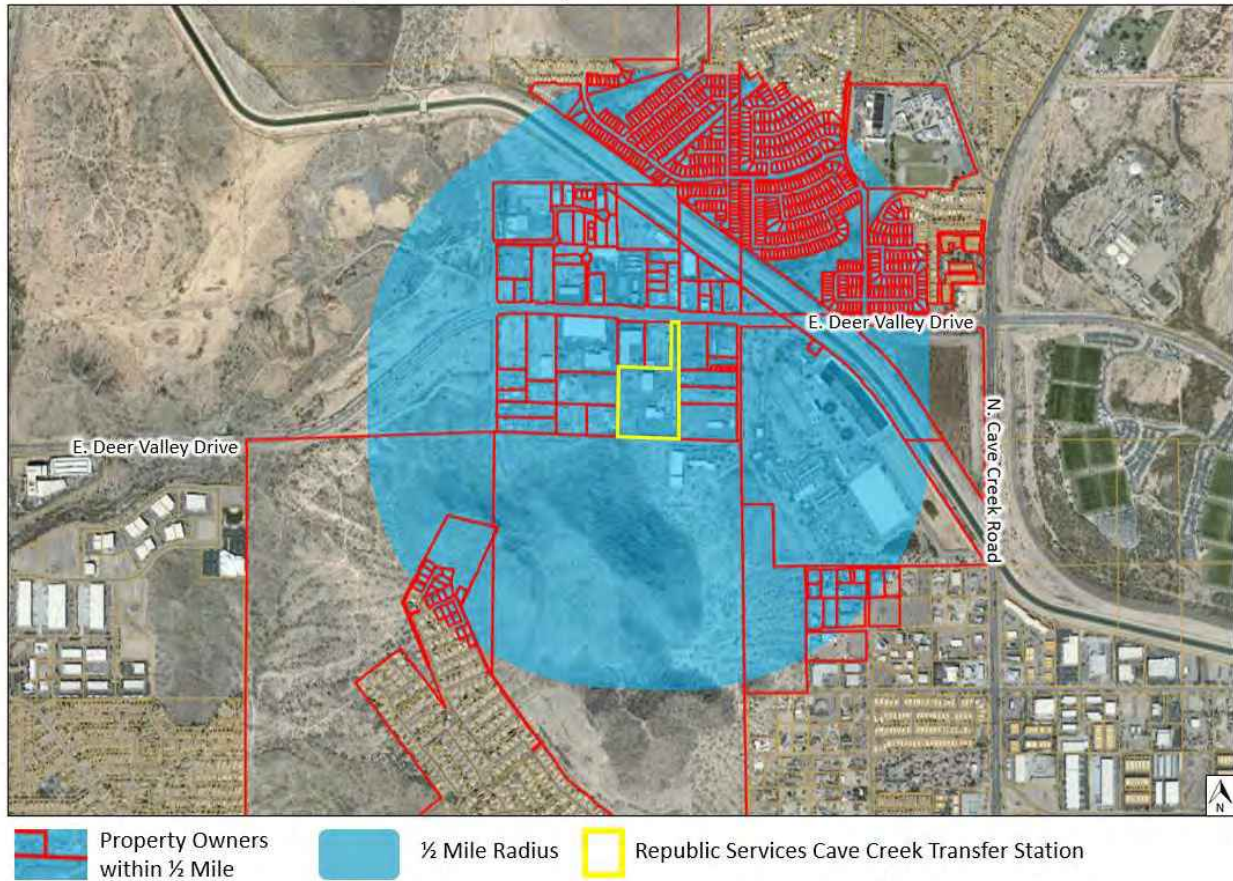 E. Deer Valley Drive
E. Deer Valley Drive
N. Cave Creek Road
N
Property Owners
within ½ Mile
½ Mile Radius
Republic Services Cave Creek Transfer Station